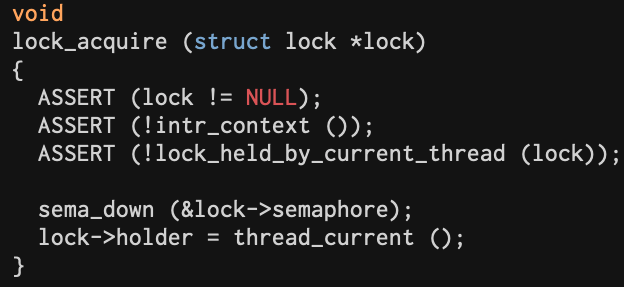 void
lock_acquire (struct lock *lock)
{
  ASSERT (lock != NULL);
  ASSERT (!intr_context ());
  ASSERT (!lock_held_by_current_thread (lock));

  sema_down (&lock->semaphore);
  lock->holder = thread_current ();
}